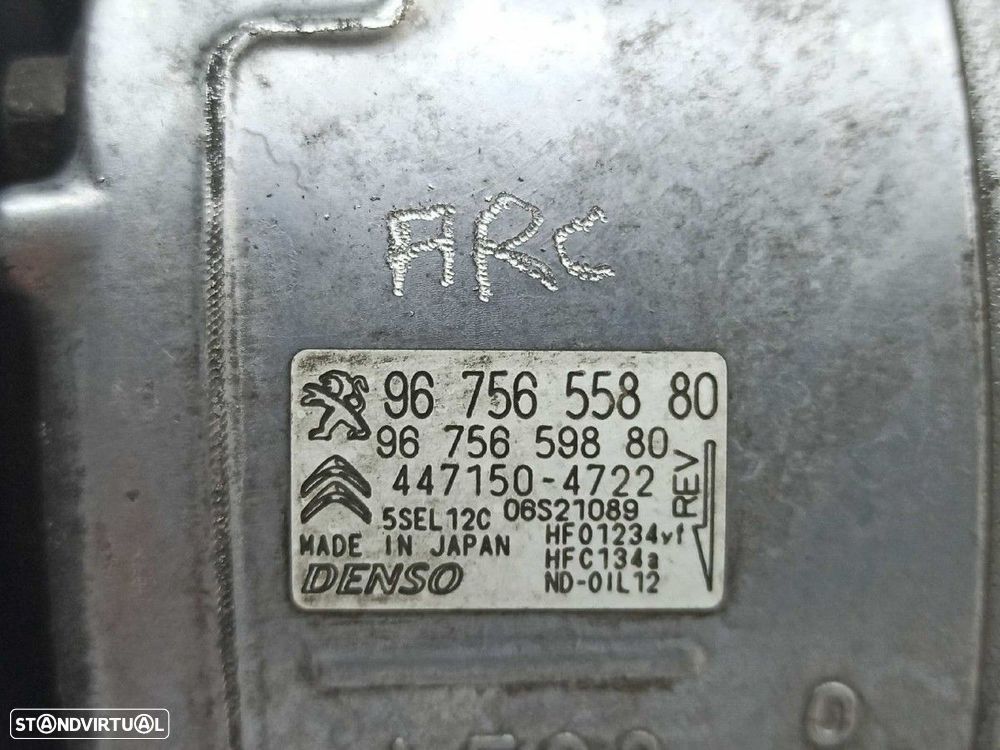 ARC
96 756 558 80
96 756 598 80
447150-4722
5SEL12C 06S21089
REV
HFO1234yf
MADE IN JAPAN
HFC134a
DENSO
ND-OIL12
STANDVIRTUAL